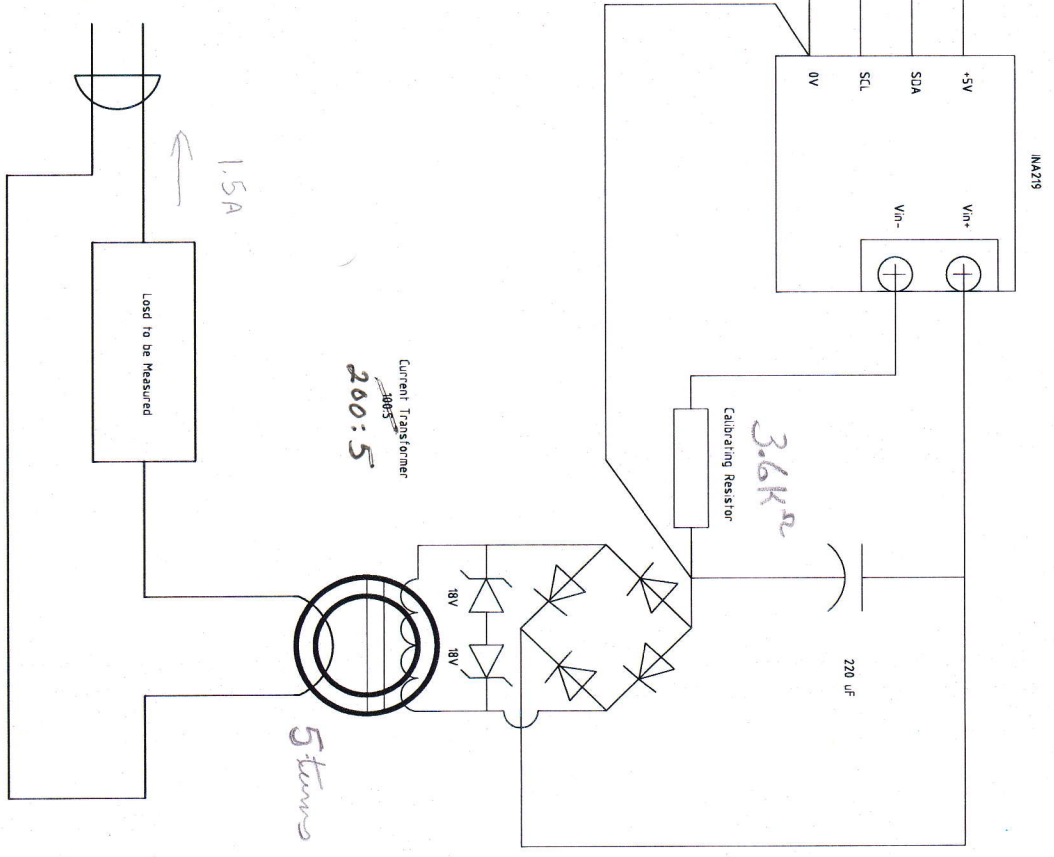 INA219
+5V
SDA
SCL
0V
Vin+
Vin-
Calibrating Resistor
3.6KΩ
220 uF
18V
18V
Current Transformer
100:5
200:5
5 turns
1.5A
Losd to be Measured